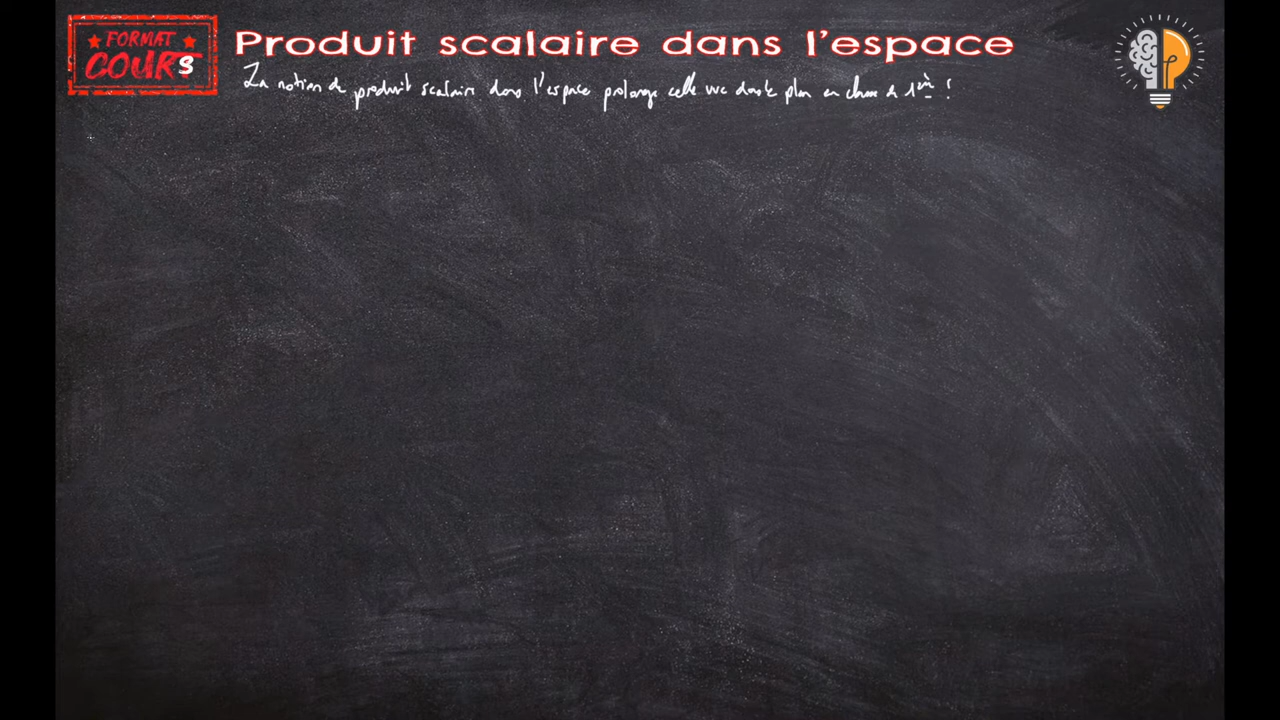 FORMAT
COURS
Produit scalaire dans l'espace
La notion de produit scalaire dans l'espace prolonge celle vue dans le plan en classe de 1ère !